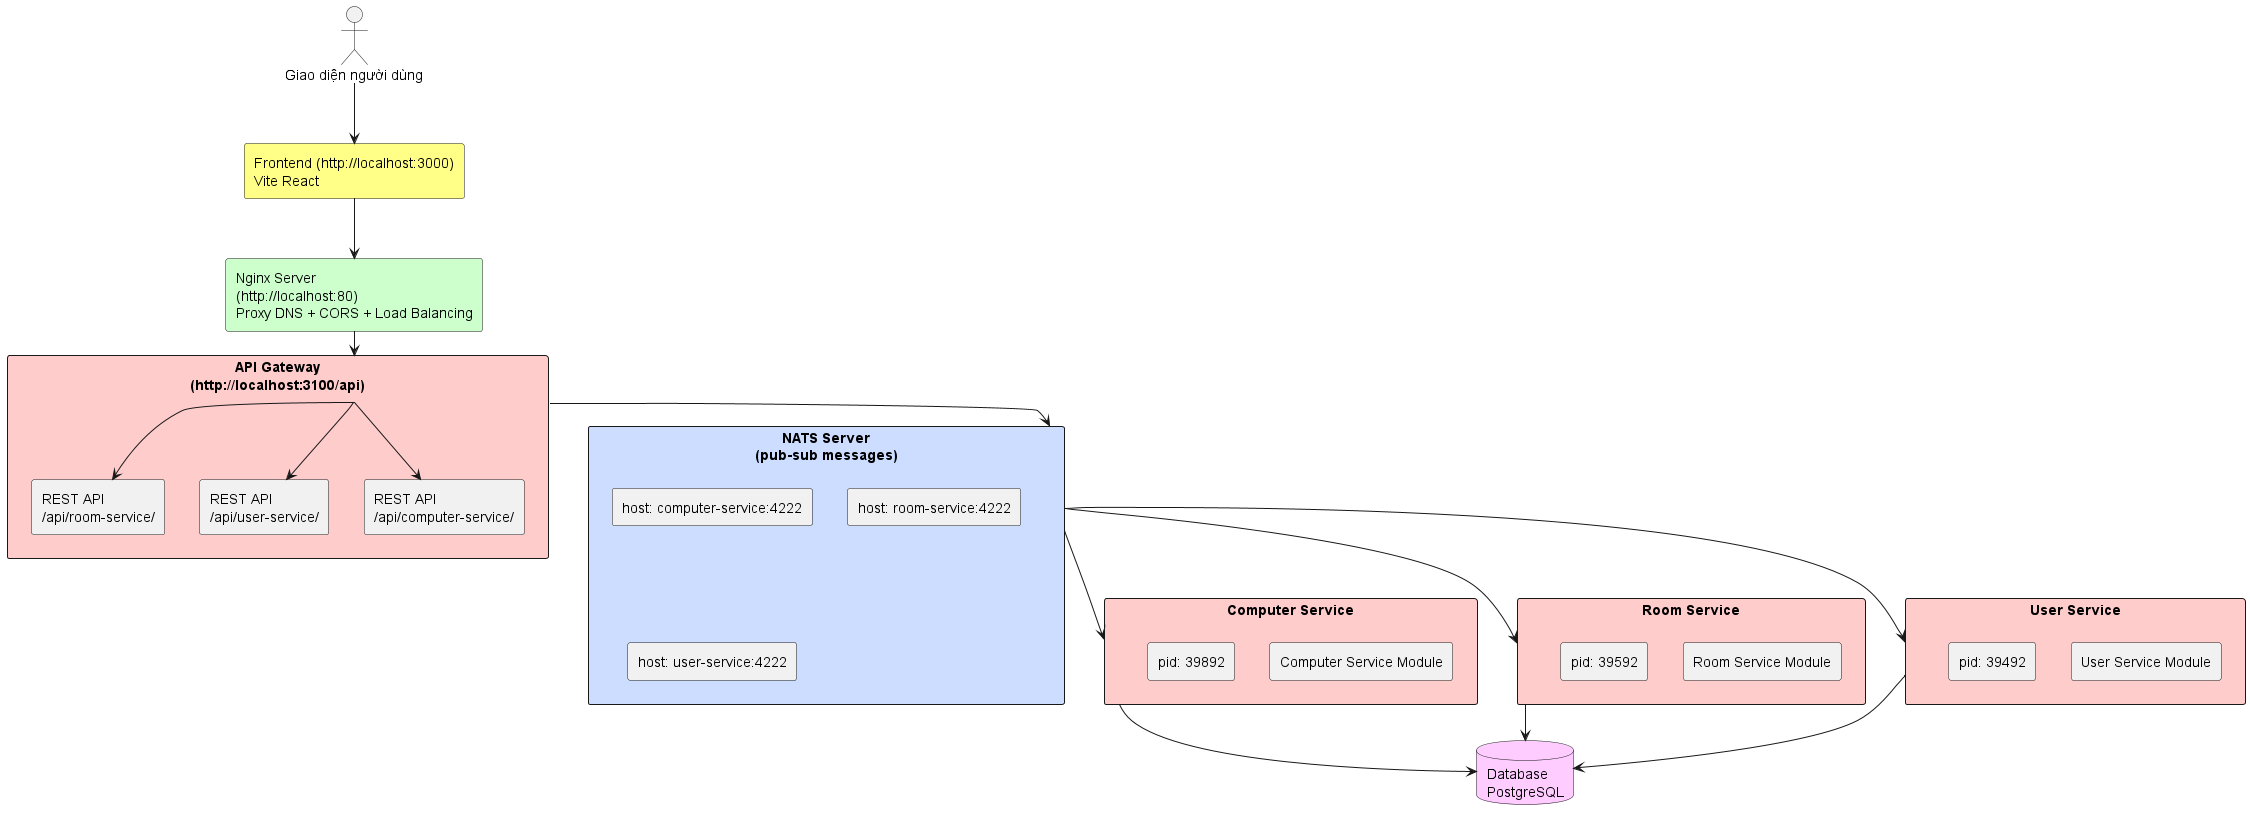 Giao diện người dùng
Frontend (http://localhost:3000)
Vite React
Nginx Server
(http://localhost:80)
Proxy DNS + CORS + Load Balancing
API Gateway
(http://localhost:3100/api)
REST API
/api/room-service/
REST API
/api/user-service/
REST API
/api/computer-service/
NATS Server
(pub-sub messages)
host: computer-service:4222
host: room-service:4222
host: user-service:4222
Computer Service
pid: 39892
Computer Service Module
Room Service
pid: 39592
Room Service Module
User Service
pid: 39492
User Service Module
Database
PostgreSQL